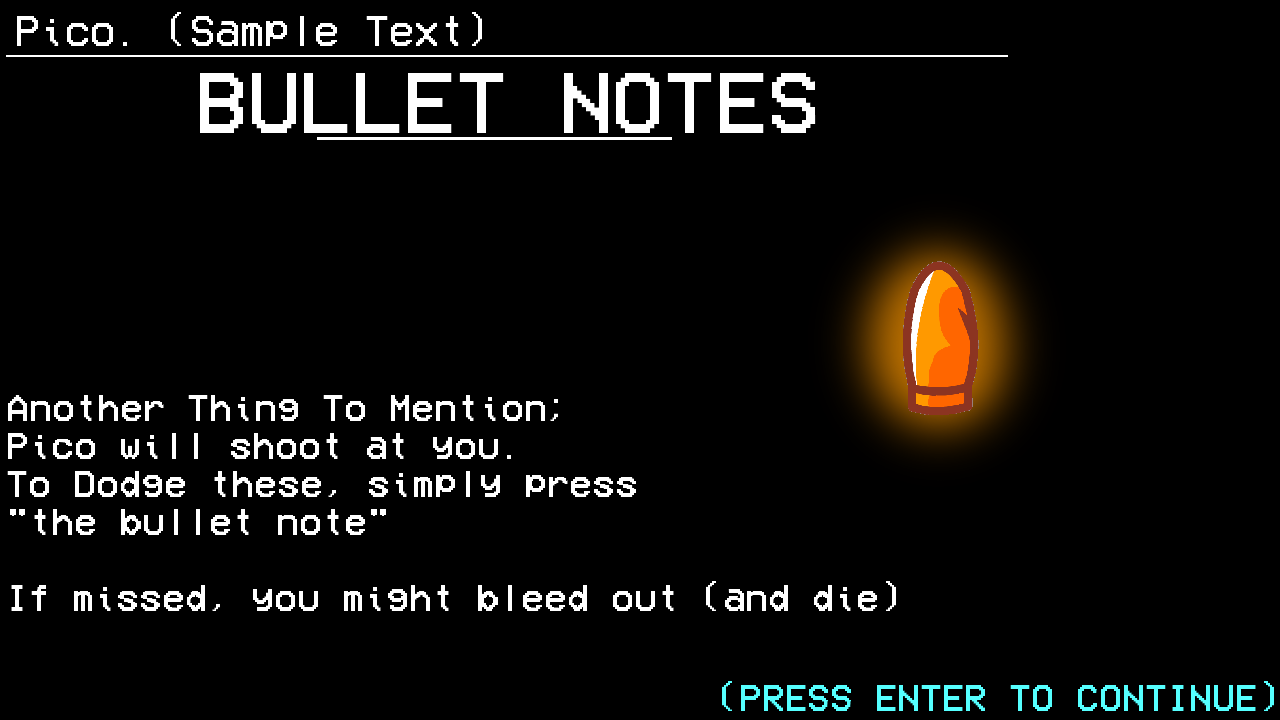 Pico. (Sample Text)
BULLET NOTES
Another Thing To Mention;
Pico will shoot at you.
To Dodge these, simply press
"the bullet note"
If missed, you might bleed out (and die)
(PRESS ENTER TO CONTINUE)